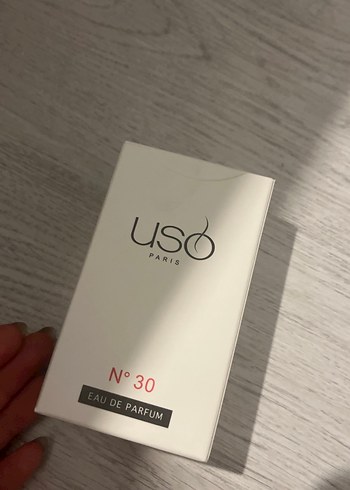 USO
PARIS
N° 30
EAU DE PARFUM